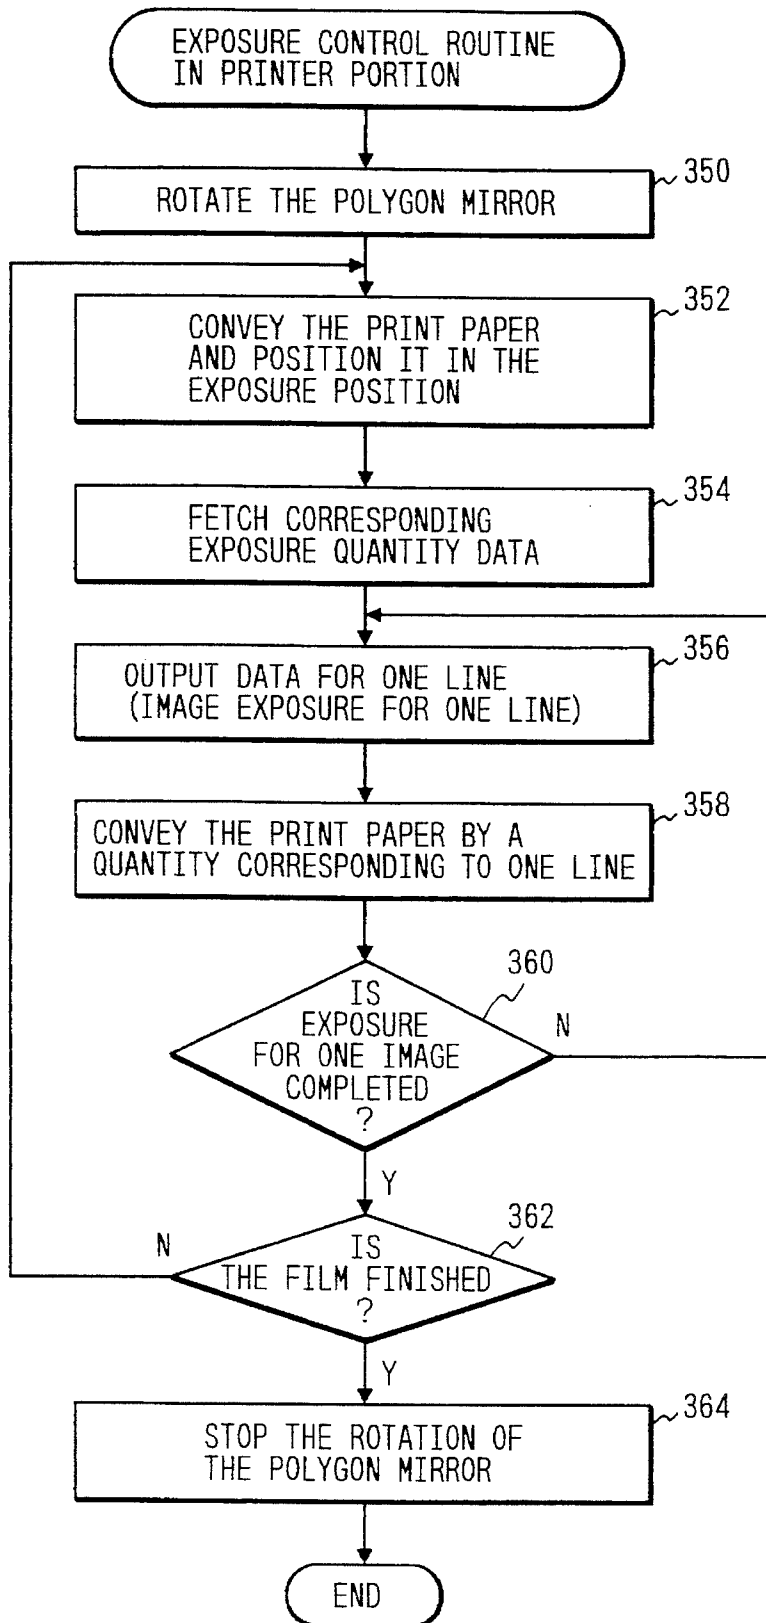 EXPOSURE CONTROL ROUTINE
IN PRINTER PORTION
350
ROTATE THE POLYGON MIRROR
352
CONVEY THE PRINT PAPER
AND POSITION IT IN THE
EXPOSURE POSITION
354
FETCH CORRESPONDING
EXPOSURE QUANTITY DATA
356
OUTPUT DATA FOR ONE LINE
(IMAGE EXPOSURE FOR ONE LINE)
358
CONVEY THE PRINT PAPER BY A
QUANTITY CORRESPONDING TO ONE LINE
360
IS
EXPOSURE
FOR ONE IMAGE
COMPLETED
?
N
Y
362
N
IS
THE FILM FINISHED
?
Y
364
STOP THE ROTATION OF
THE POLYGON MIRROR
END